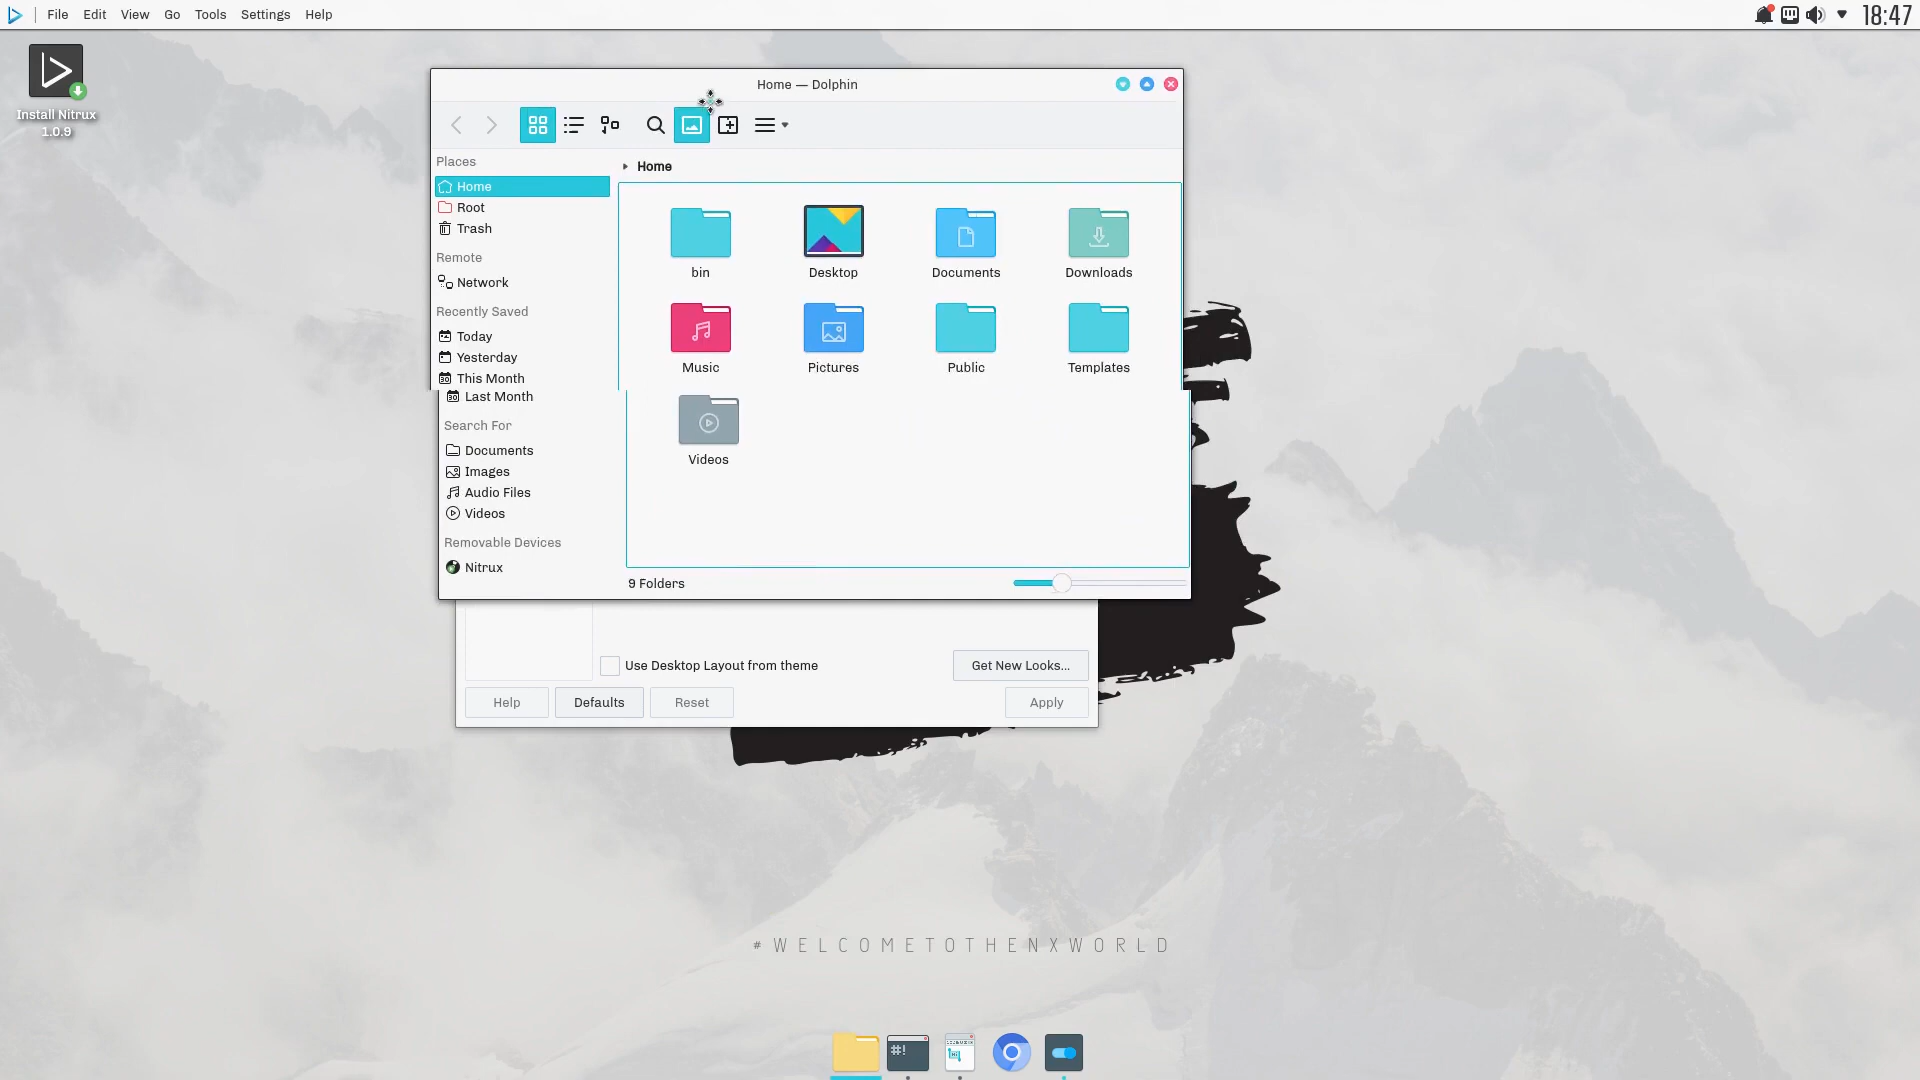 File Edit View Go Tools Settings Help
18:47
Install Nitrux
1.0.9
Home — Dolphin
Places
Home
Root
Trash
Remote
Network
Recently Saved
Today
Yesterday
This Month
Last Month
Search For
Documents
Images
Audio Files
Videos
Removable Devices
Nitrux
Home
bin Desktop Documents Downloads
Music Pictures Public Templates
Videos
9 Folders
Use Desktop Layout from theme Get New Looks...
Help Defaults Reset Apply
#WELCOMETOTHENXWORLD
#!